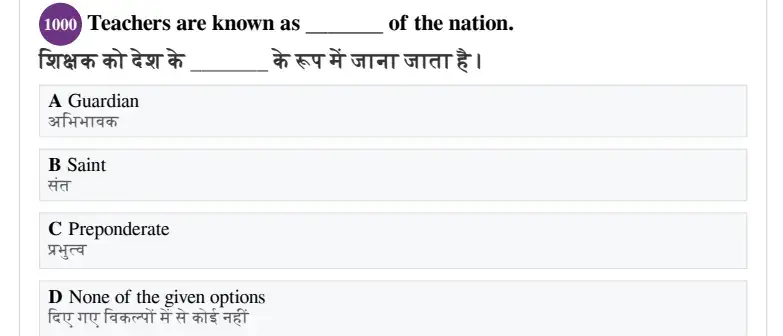 1000 Teachers are known as _______ of the nation.
शिक्षक को देश के _______ के रूप में जाना जाता है।
A Guardian
अभिभावक
B Saint
संत
C Preponderate
प्रभुत्व
D None of the given options
दिए गए विकल्पों में से कोई नहीं